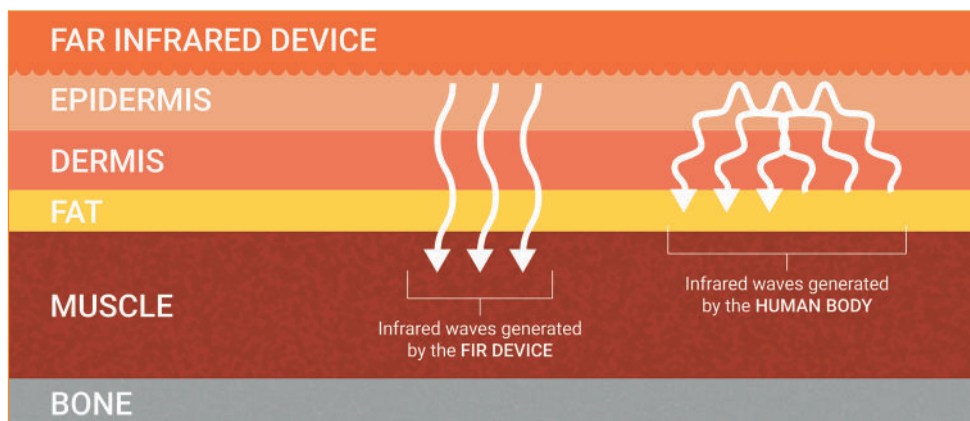 FAR INFRARED DEVICE
EPIDERMIS
DERMIS
FAT
MUSCLE
BONE
Infrared waves generated
by the FIR DEVICE
Infrared waves generated
by the HUMAN BODY